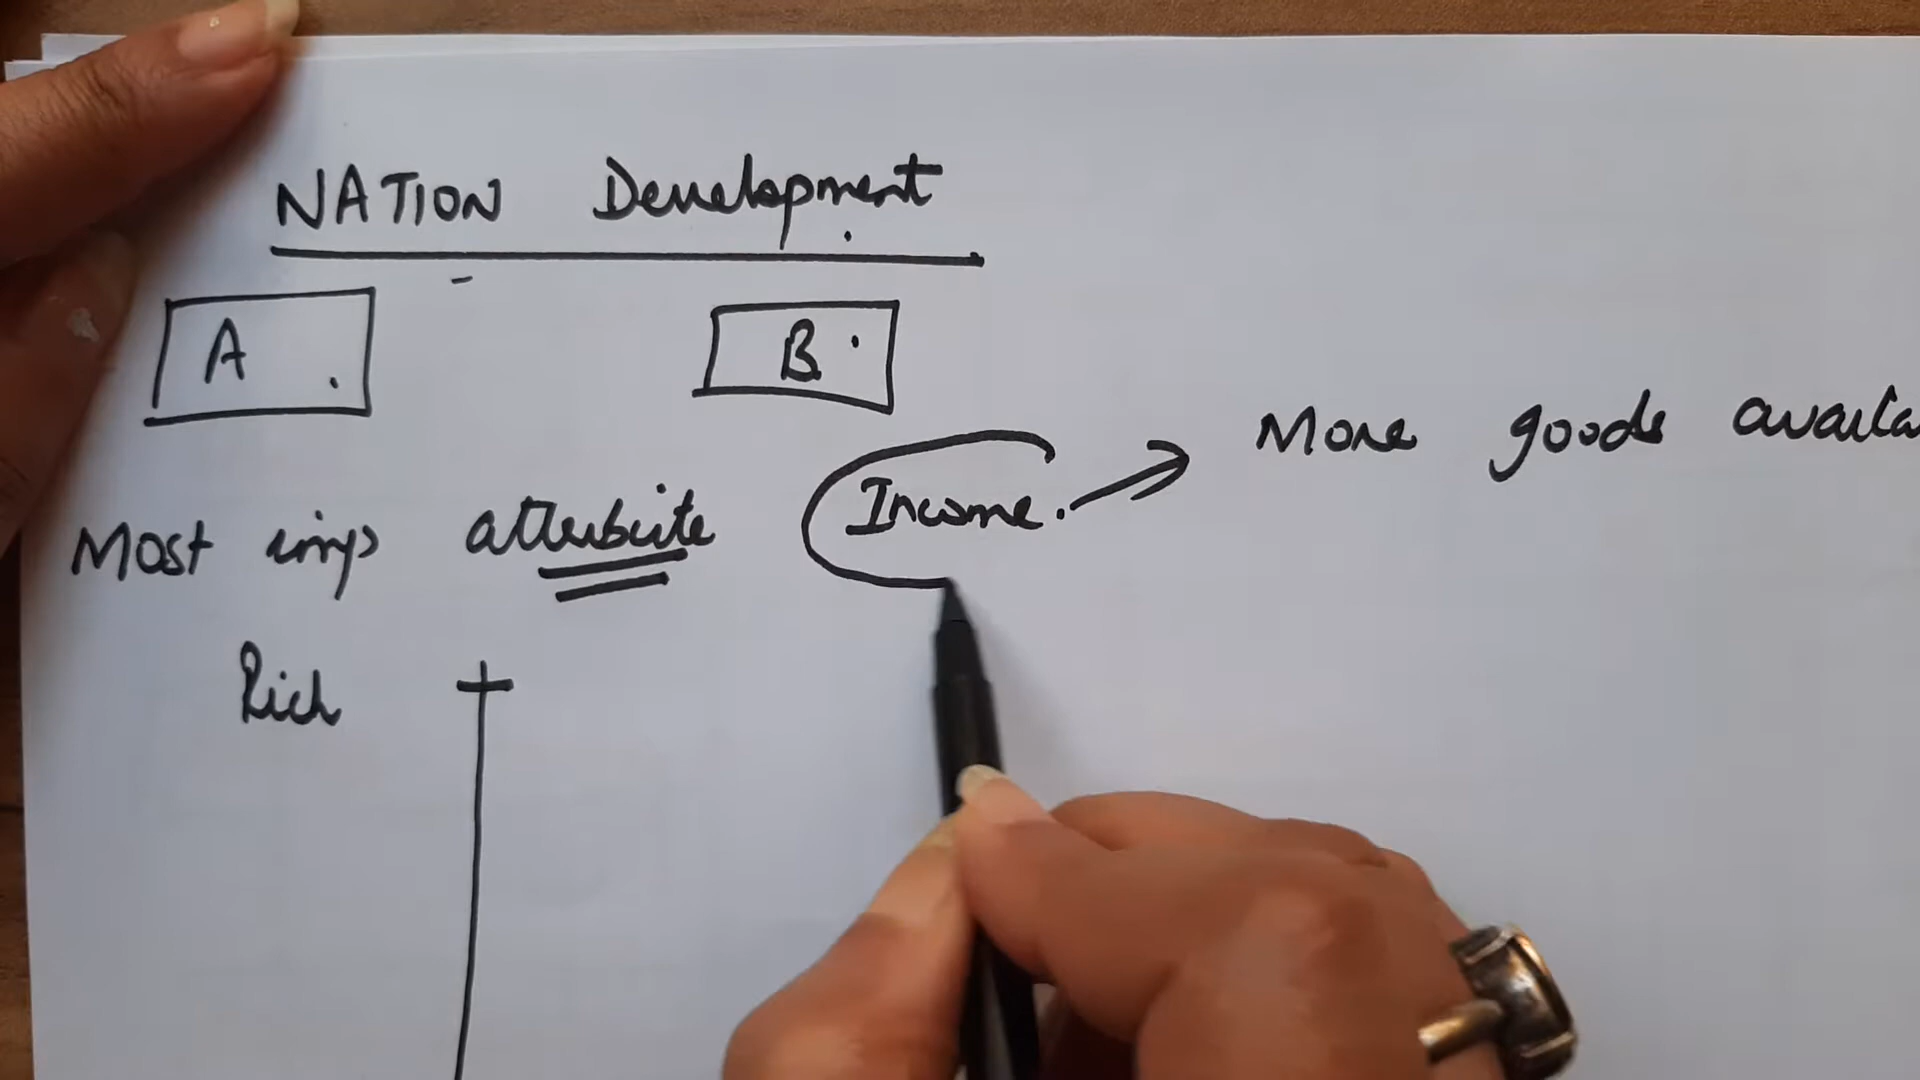 NATION Development
A B
Most imp attribute Income. → More goods availa
Rich